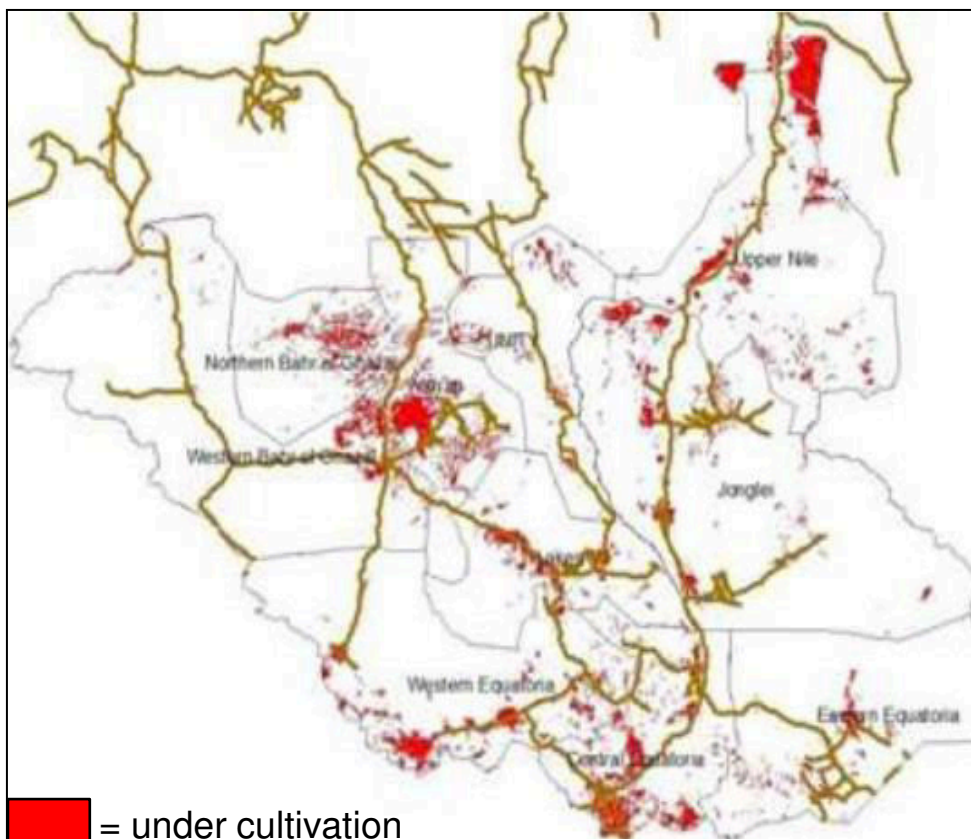 Upper Nile
Northern Bahr el Ghazal
Western Bahr el Ghazal
Jonglei
Lakes
Western Equatoria
Eastern Equatoria
Central Equatoria
= under cultivation